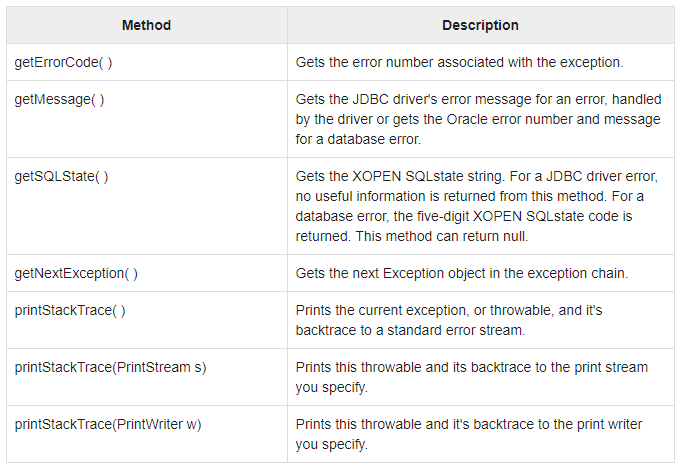 Method
Description
getErrorCode( )
Gets the error number associated with the exception.
getMessage( )
Gets the JDBC driver's error message for an error, handled
by the driver or gets the Oracle error number and message
for a database error.
getSQLState( )
Gets the XOPEN SQLstate string. For a JDBC driver error,
no useful information is returned from this method. For a
database error, the five-digit XOPEN SQLstate code is
returned. This method can return null.
getNextException( )
Gets the next Exception object in the exception chain.
printStackTrace( )
Prints the current exception, or throwable, and it's
backtrace to a standard error stream.
printStackTrace(PrintStream s)
Prints this throwable and its backtrace to the print stream
you specify.
printStackTrace(PrintWriter w)
Prints this throwable and it's backtrace to the print writer
you specify.